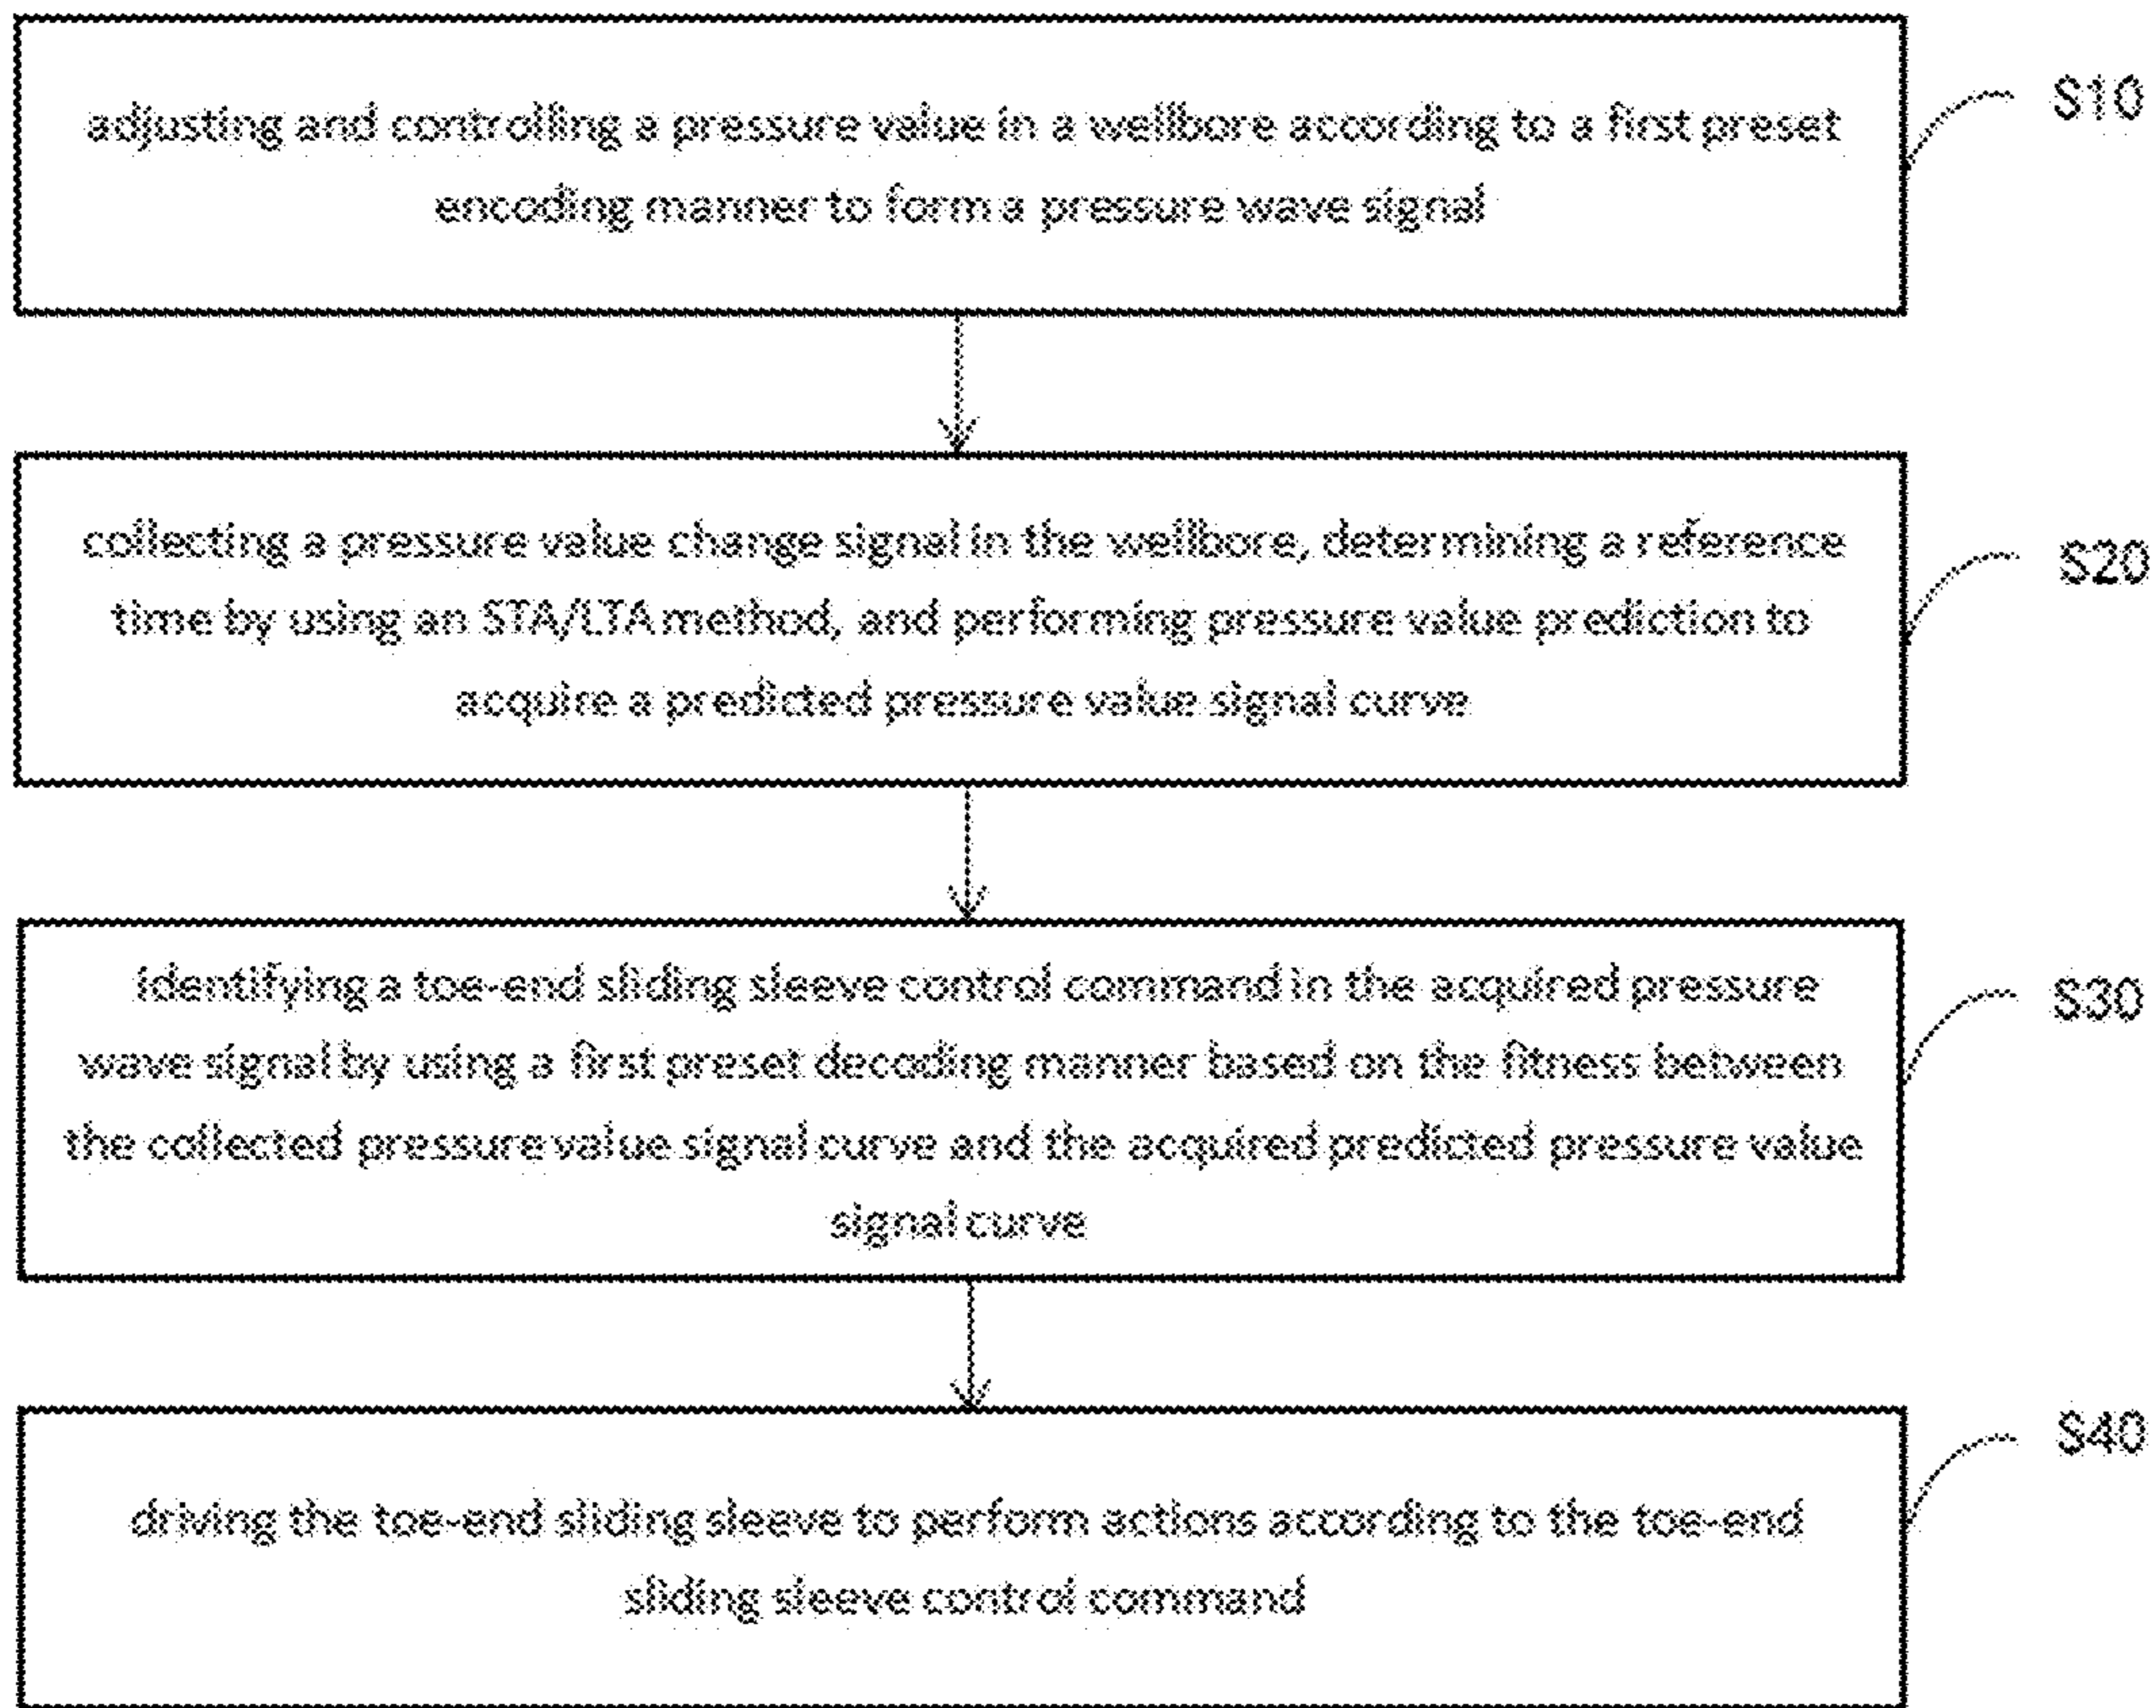 adjusting and controlling a pressure value in a wellbore according to a first preset
encoding manner to form a pressure wave signal
S10
collecting a pressure value change signal in the wellbore, determining a reference
time by using an STA/LTA method, and performing pressure value prediction to
acquire a predicted pressure value signal curve
S20
identifying a toe-end sliding sleeve control command in the acquired pressure
wave signal by using a first preset decoding manner based on the fitness between
the collected pressure value signal curve and the acquired predicted pressure value
signal curve
S30
driving the toe-end sliding sleeve to perform actions according to the toe-end
sliding sleeve control command
S40